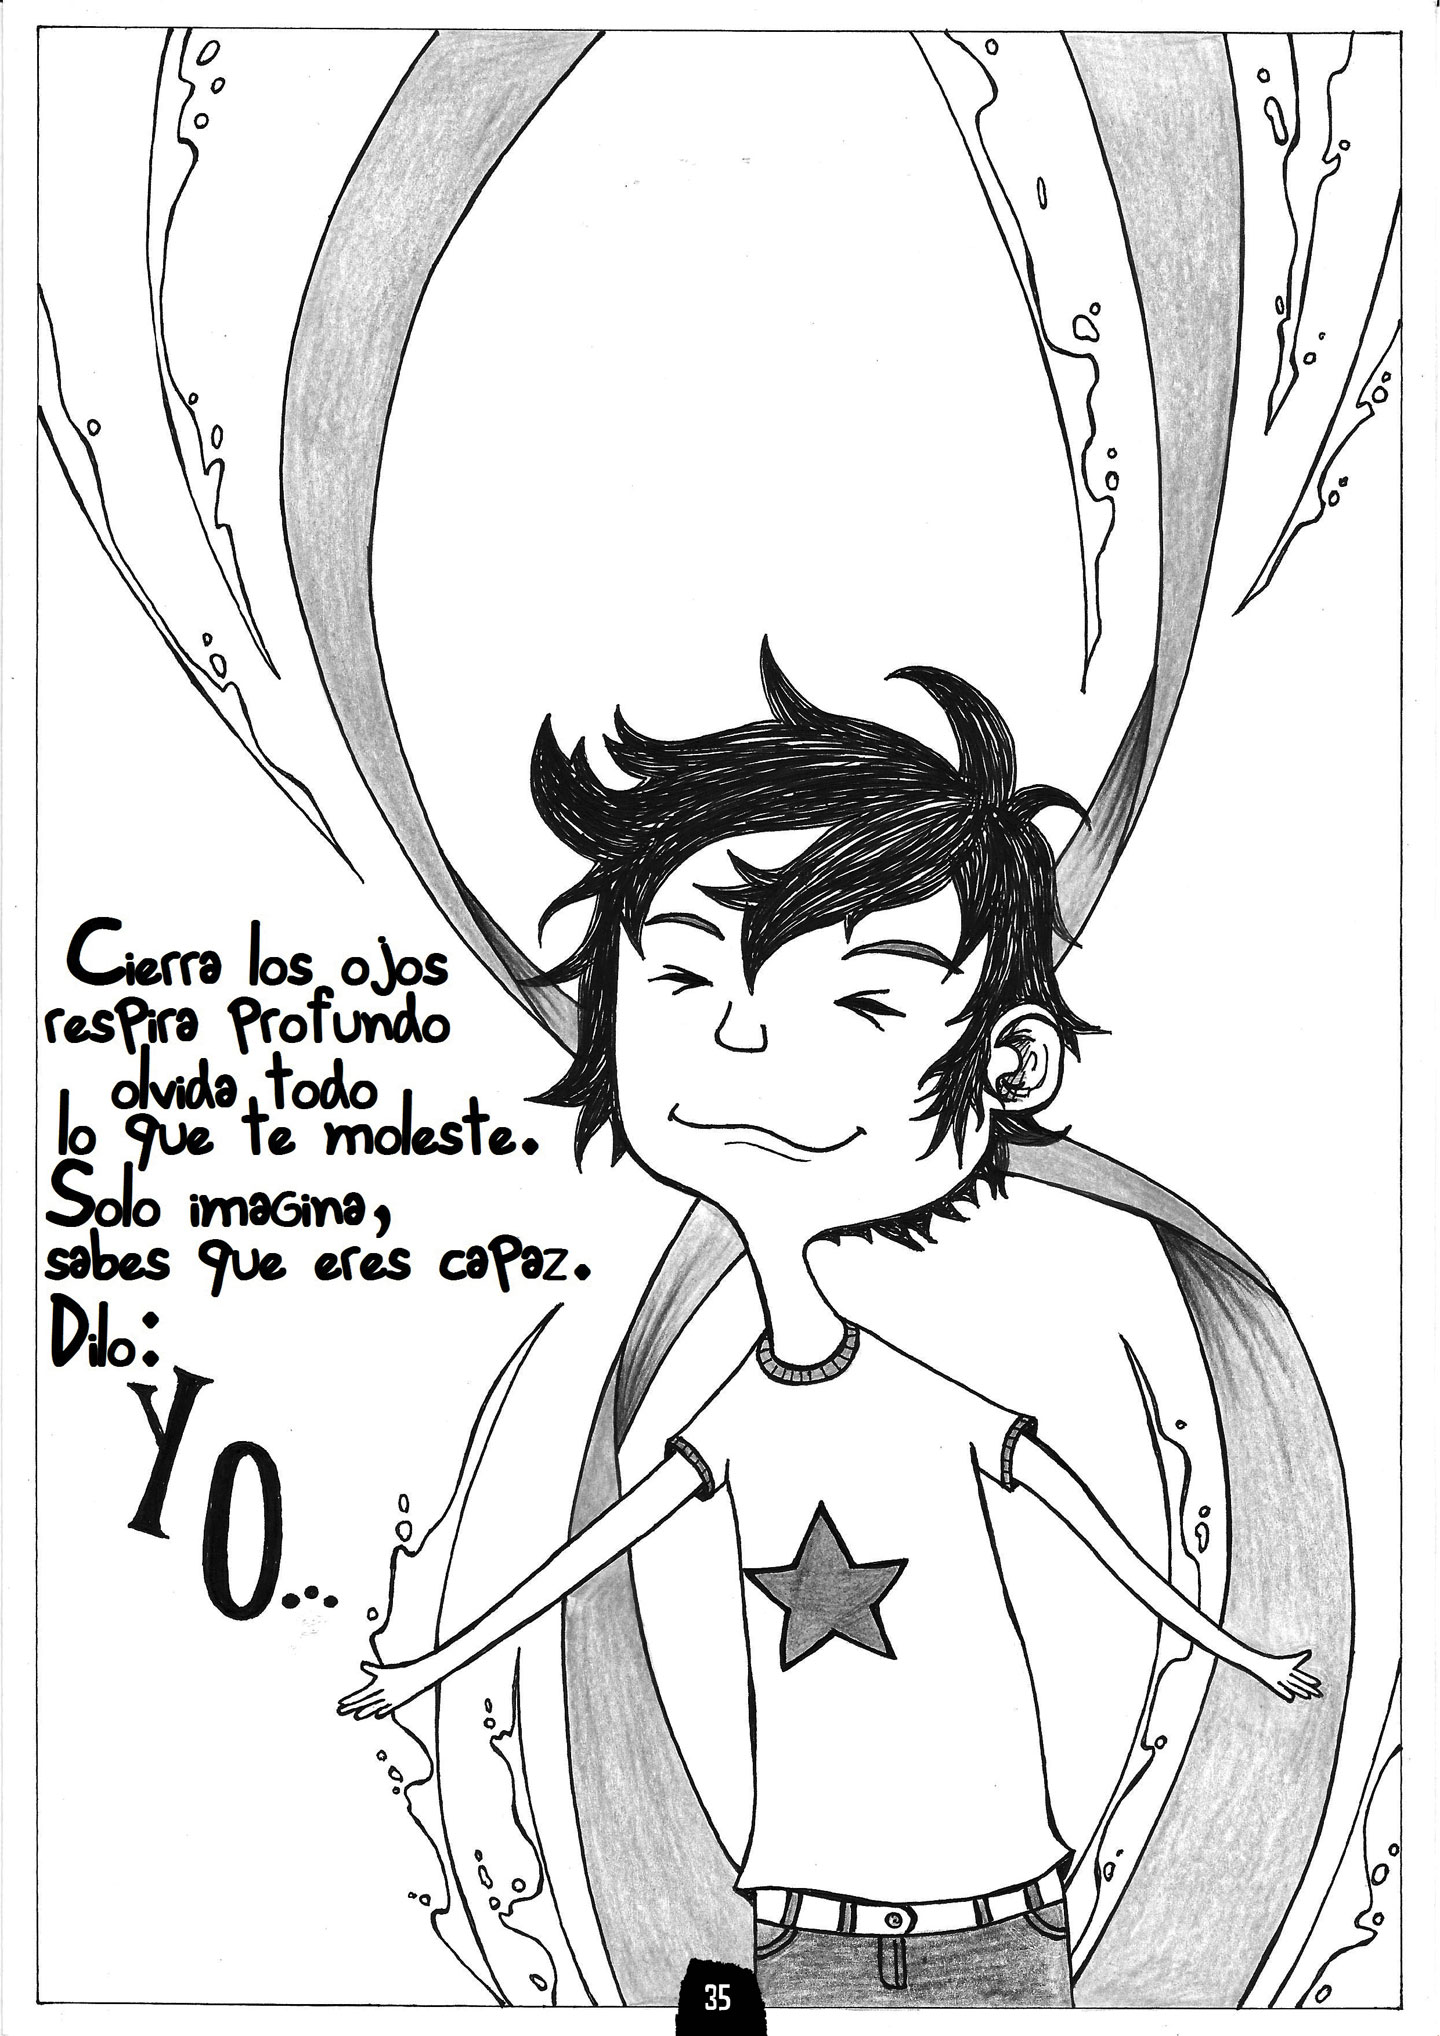 Cierra los ojos
respira profundo
olvida todo
lo que te moleste.
Solo imagina,
sabes que eres capaz.
Dilo:
YO...
35